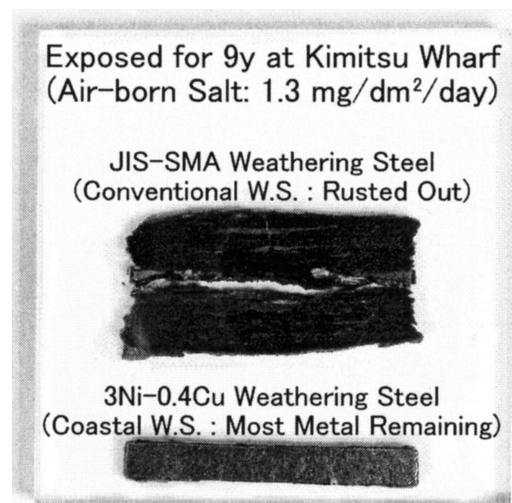 Exposed for 9y at Kimitsu Wharf
(Air-born Salt: 1.3 mg/dm²/day)
JIS-SMA Weathering Steel
(Conventional W.S. : Rusted Out)
3Ni-0.4Cu Weathering Steel
(Coastal W.S. : Most Metal Remaining)